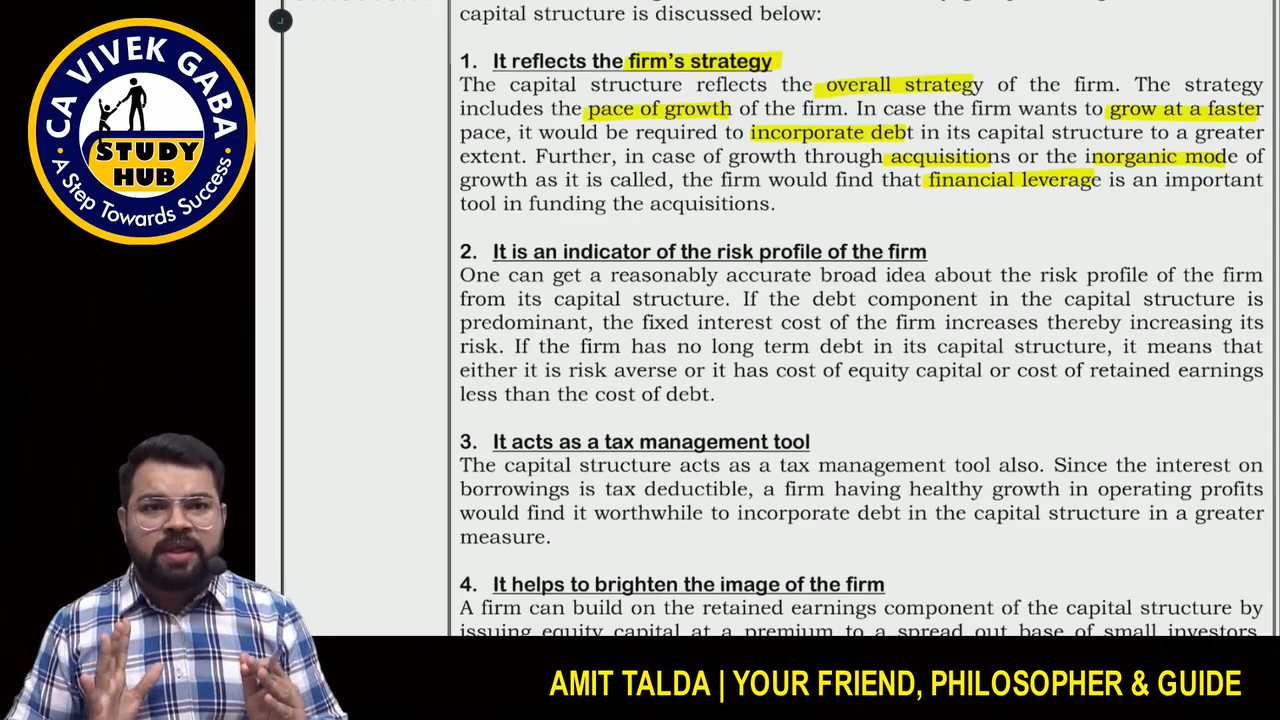 CA VIVEK GABA
STUDY
HUB
• A Step Towards Success •
capital structure is discussed below:
1. It reflects the firm's strategy
The capital structure reflects the overall strategy of the firm. The strategy
includes the pace of growth of the firm. In case the firm wants to grow at a faster
pace, it would be required to incorporate debt in its capital structure to a greater
extent. Further, in case of growth through acquisitions or the inorganic mode of
growth as it is called, the firm would find that financial leverage is an important
tool in funding the acquisitions.
2. It is an indicator of the risk profile of the firm
One can get a reasonably accurate broad idea about the risk profile of the firm
from its capital structure. If the debt component in the capital structure is
predominant, the fixed interest cost of the firm increases thereby increasing its
risk. If the firm has no long term debt in its capital structure, it means that
either it is risk averse or it has cost of equity capital or cost of retained earnings
less than the cost of debt.
3. It acts as a tax management tool
The capital structure acts as a tax management tool also. Since the interest on
borrowings is tax deductible, a firm having healthy growth in operating profits
would find it worthwhile to incorporate debt in the capital structure in a greater
measure.
4. It helps to brighten the image of the firm
A firm can build on the retained earnings component of the capital structure by
issuing equity capital at a premium to a spread out base of small investors.
AMIT TALDA | YOUR FRIEND, PHILOSOPHER & GUIDE